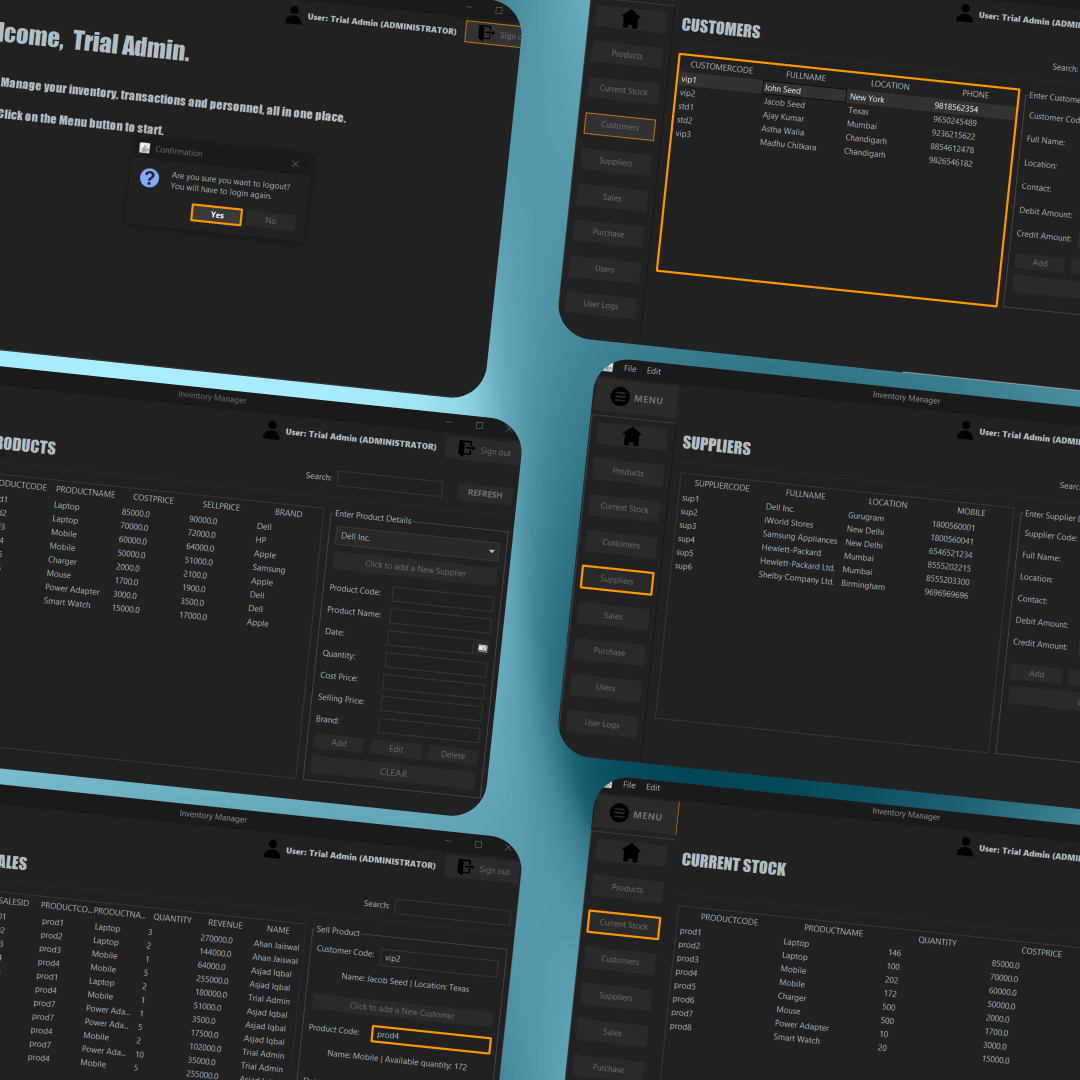 lcome, Trial Admin.
User: Trial Admin (ADMINISTRATOR)
Sign o
Manage your inventory, transactions and personnel, all in one place.
Click on the Menu button to start.
Confirmation
Are you sure you want to logout?
You will have to login again.
Yes No
CUSTOMERS
User: Trial Admin (ADMINI
Search:
Products
Current Stock
Customers
Suppliers
Sales
Purchase
Users
User Logs
CUSTOMERCODE FULLNAME LOCATION PHONE
vip1 John Seed New York 9818562354
vip2 Jacob Seed Texas 9650245489
std1 Ajay Kumar Mumbai 9236215622
std2 Astha Walia Chandigarh 8854612478
vip3 Madhu Chitkara Chandigarh 9826546182
Enter Custome
Customer Cod
Full Name:
Location:
Contact:
Debit Amount:
Credit Amount:
Add
Inventory Manager
RODUCTS
User: Trial Admin (ADMINISTRATOR)
Sign out
Search:
REFRESH
ODUCTCODE PRODUCTNAME COSTPRICE SELLPRICE BRAND
d1 Laptop 85000.0 90000.0 Dell
2 Laptop 70000.0 72000.0 HP
3 Mobile 60000.0 64000.0 Apple
4 Mobile 50000.0 51000.0 Samsung
5 Charger 2000.0 2100.0 Apple
Mouse 1700.0 1900.0 Dell
Power Adapter 3000.0 3500.0 Dell
Smart Watch 15000.0 17000.0 Apple
Enter Product Details
Dell Inc.
Click to add a New Supplier
Product Code:
Product Name:
Date:
Quantity:
Cost Price:
Selling Price:
Brand:
Add Edit Delete
CLEAR
File Edit
Inventory Manager
MENU
SUPPLIERS
User: Trial Admin (ADMINI
Searc
Products
Current Stock
Customers
Suppliers
Sales
Purchase
Users
User Logs
SUPPLIERCODE FULLNAME LOCATION MOBILE
sup1 Dell Inc. Gurugram 1800560001
sup2 iWorld Stores New Delhi 1800560041
sup3 Samsung Appliances New Delhi 6546521234
sup4 Hewlett-Packard Mumbai 8555202215
sup5 Hewlett-Packard Ltd. Mumbai 8555203300
sup6 Shelby Company Ltd. Birmingham 9696969696
Enter Supplier D
Supplier Code:
Full Name:
Location:
Contact:
Debit Amount:
Credit Amount:
Add
Inventory Manager
ALES
User: Trial Admin (ADMINISTRATOR)
Sign out
Search:
SALESID PRODUCTCO... PRODUCTNA... QUANTITY REVENUE NAME
01 prod1 Laptop 3 270000.0 Ahan Jaiswal
2 prod2 Laptop 2 144000.0 Ahan Jaiswal
prod3 Mobile 1 64000.0 Asjad Iqbal
prod4 Mobile 5 255000.0 Asjad Iqbal
prod1 Laptop 2 180000.0 Trial Admin
prod4 Mobile 1 51000.0 Asjad Iqbal
prod7 Power Ada... 1 3500.0 Asjad Iqbal
prod7 Power Ada... 5 17500.0 Asjad Iqbal
prod4 Mobile 2 102000.0 Trial Admin
prod7 Power Ada... 10 35000.0 Trial Admin
prod4 Mobile 5 255000.0 Asjad
Sell Product
Customer Code: vip2
Name: Jacob Seed | Location: Texas
Click to add a New Customer
Product Code: prod4
Name: Mobile | Available quantity: 172
File Edit
Inventory Manager
MENU
CURRENT STOCK
User: Trial Admin (ADMINI
Products
Current Stock
Customers
Suppliers
Sales
Purchase
PRODUCTCODE PRODUCTNAME QUANTITY COSTPRICE
prod1 Laptop 146 85000.0
prod2 Laptop 100 70000.0
prod3 Mobile 202 60000.0
prod4 Mobile 172 50000.0
prod5 Charger 500 2000.0
prod6 Mouse 500 1700.0
prod7 Power Adapter 10 3000.0
prod8 Smart Watch 20 15000.0